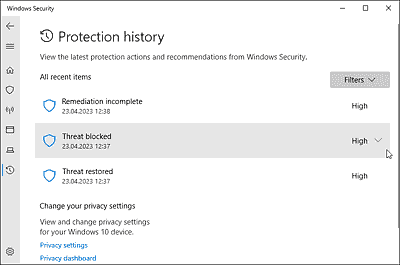 Windows Security
Protection history
View the latest protection actions and recommendations from Windows Security.
All recent items
Filters
Remediation incomplete
23.04.2023 12:38
High
Threat blocked
23.04.2023 12:37
High
Threat restored
23.04.2023 12:37
High
Change your privacy settings
View and change privacy settings
for your Windows 10 device.
Privacy settings
Privacy dashboard